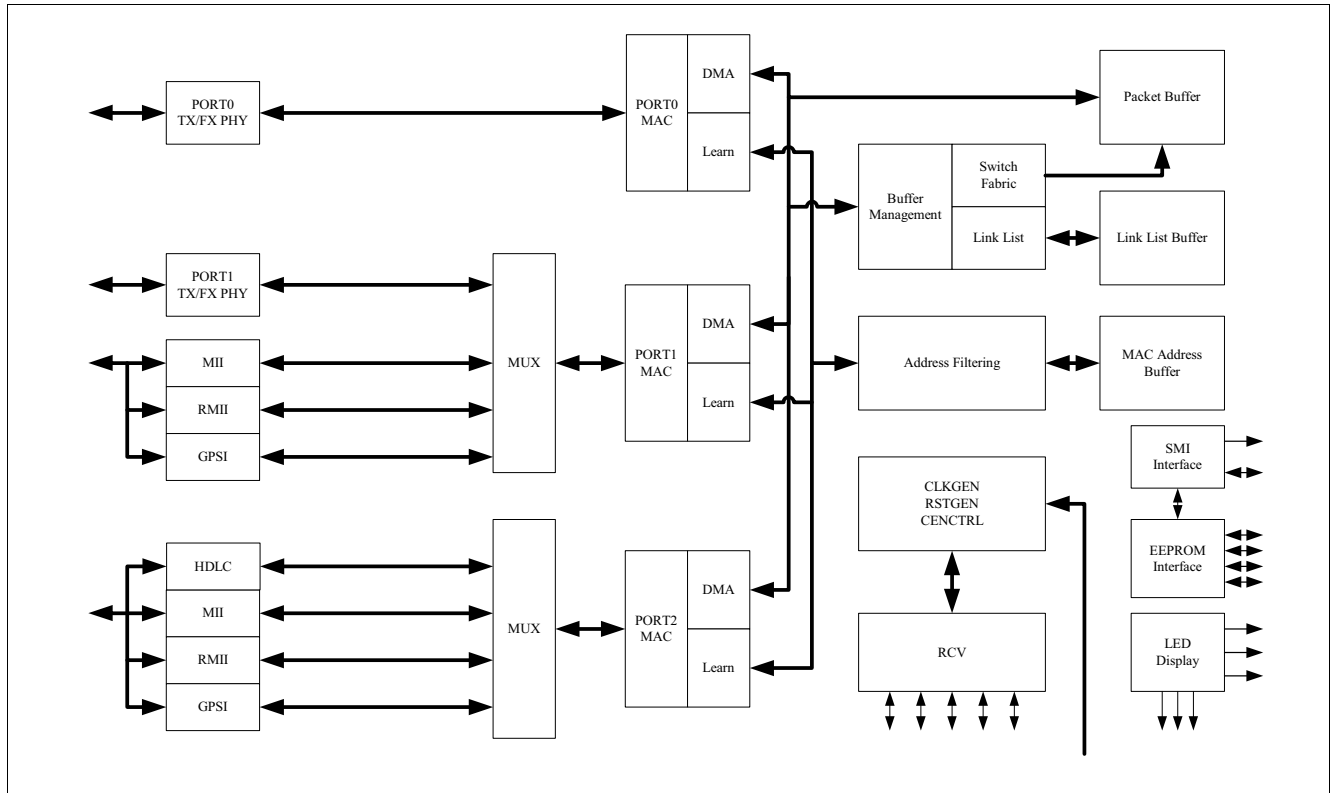 PORT0
TX/FX PHY
PORT0
MAC
DMA
Learn
Packet Buffer
Buffer
Management
Switch
Fabric
Link List
Link List Buffer
PORT1
TX/FX PHY
MII
RMII
GPSI
MUX
PORT1
MAC
DMA
Learn
Address Filtering
MAC Address
Buffer
SMI
Interface
CLKGEN
RSTGEN
CENCTRL
EEPROM
Interface
HDLC
MII
RMII
GPSI
MUX
PORT2
MAC
DMA
Learn
RCV
LED
Display